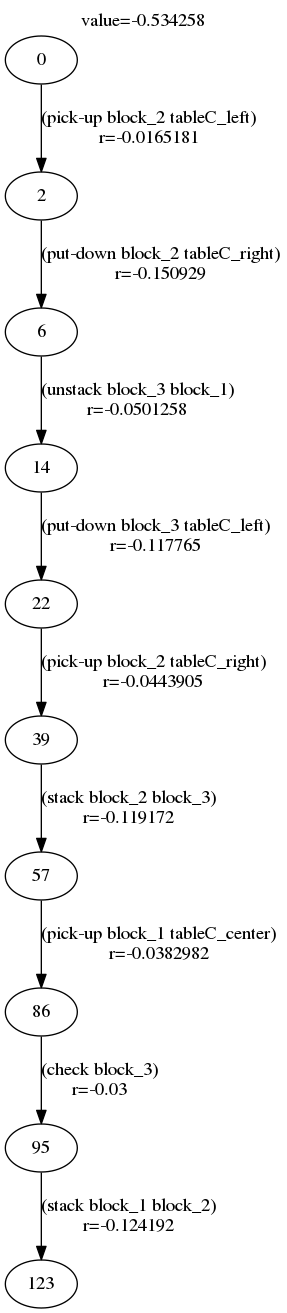 value=-0.534258
0
(pick-up block_2 tableC_left)
r=-0.0165181
2
(put-down block_2 tableC_right)
r=-0.150929
6
(unstack block_3 block_1)
r=-0.0501258
14
(put-down block_3 tableC_left)
r=-0.117765
22
(pick-up block_2 tableC_right)
r=-0.0443905
39
(stack block_2 block_3)
r=-0.119172
57
(pick-up block_1 tableC_center)
r=-0.0382982
86
(check block_3)
r=-0.03
95
(stack block_1 block_2)
r=-0.124192
123